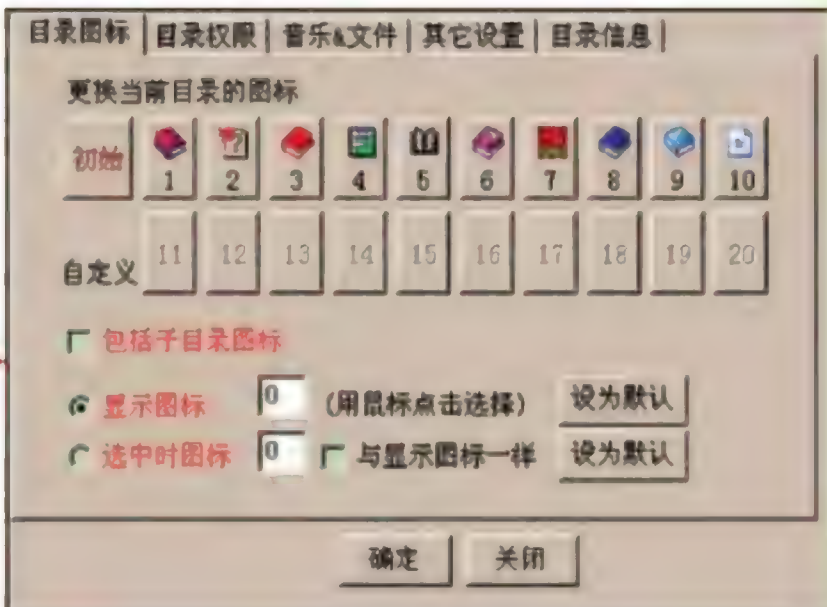 目录图标 目录权限 音乐&文件 其它设置 目录信息
更换当前目录的图标
初始 1 2 3 4 5 6 7 8 9 10
自定义 11 12 13 14 15 16 17 18 19 20
包括子目录图标
显示图标 0 (用鼠标点击选择) 设为默认
选中时图标 0 与显示图标一样 设为默认
确定 关闭